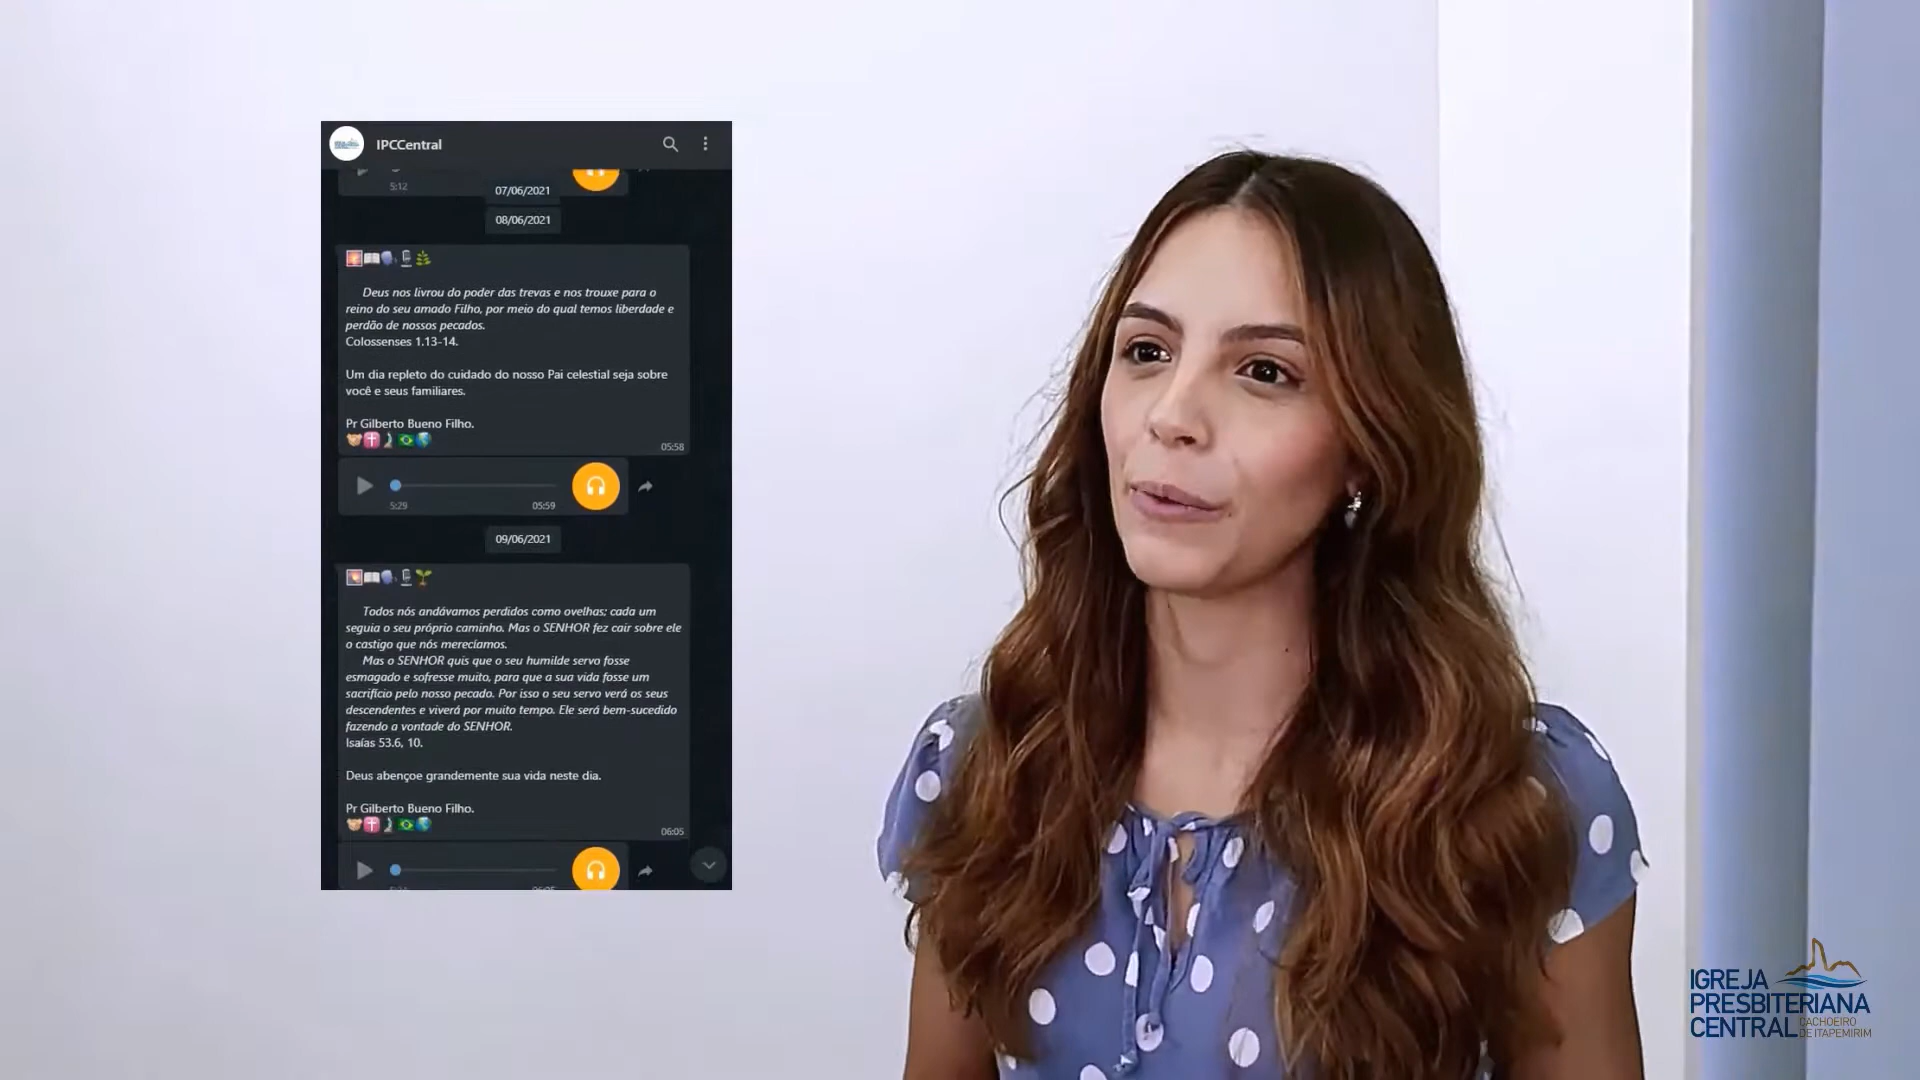 IPCCentral
5:12
07/06/2021
08/06/2021
Deus nos livrou do poder das trevas e nos trouxe para o
reino do seu amado Filho, por meio do qual temos liberdade e
perdão de nossos pecados.
Colossenses 1.13-14.
Um dia repleto do cuidado do nosso Pai celestial seja sobre
você e seus familiares.
Pr Gilberto Bueno Filho.
05:58
5:29 05:59
09/06/2021
Todos nós andávamos perdidos como ovelhas; cada um
seguia o seu próprio caminho. Mas o SENHOR fez cair sobre ele
o castigo que nós merecíamos.
Mas o SENHOR quis que o seu humilde servo fosse
esmagado e sofresse muito, para que a sua vida fosse um
sacrifício pelo nosso pecado. Por isso o seu servo verá os seus
descendentes e viverá por muito tempo. Ele será bem-sucedido
fazendo a vontade do SENHOR.
Isaías 53.6, 10.
Deus abençoe grandemente sua vida neste dia.
Pr Gilberto Bueno Filho.
06:05
IGREJA
PRESBITERIANA
CENTRAL
CACHOEIRO
DE ITAPEMIRIM